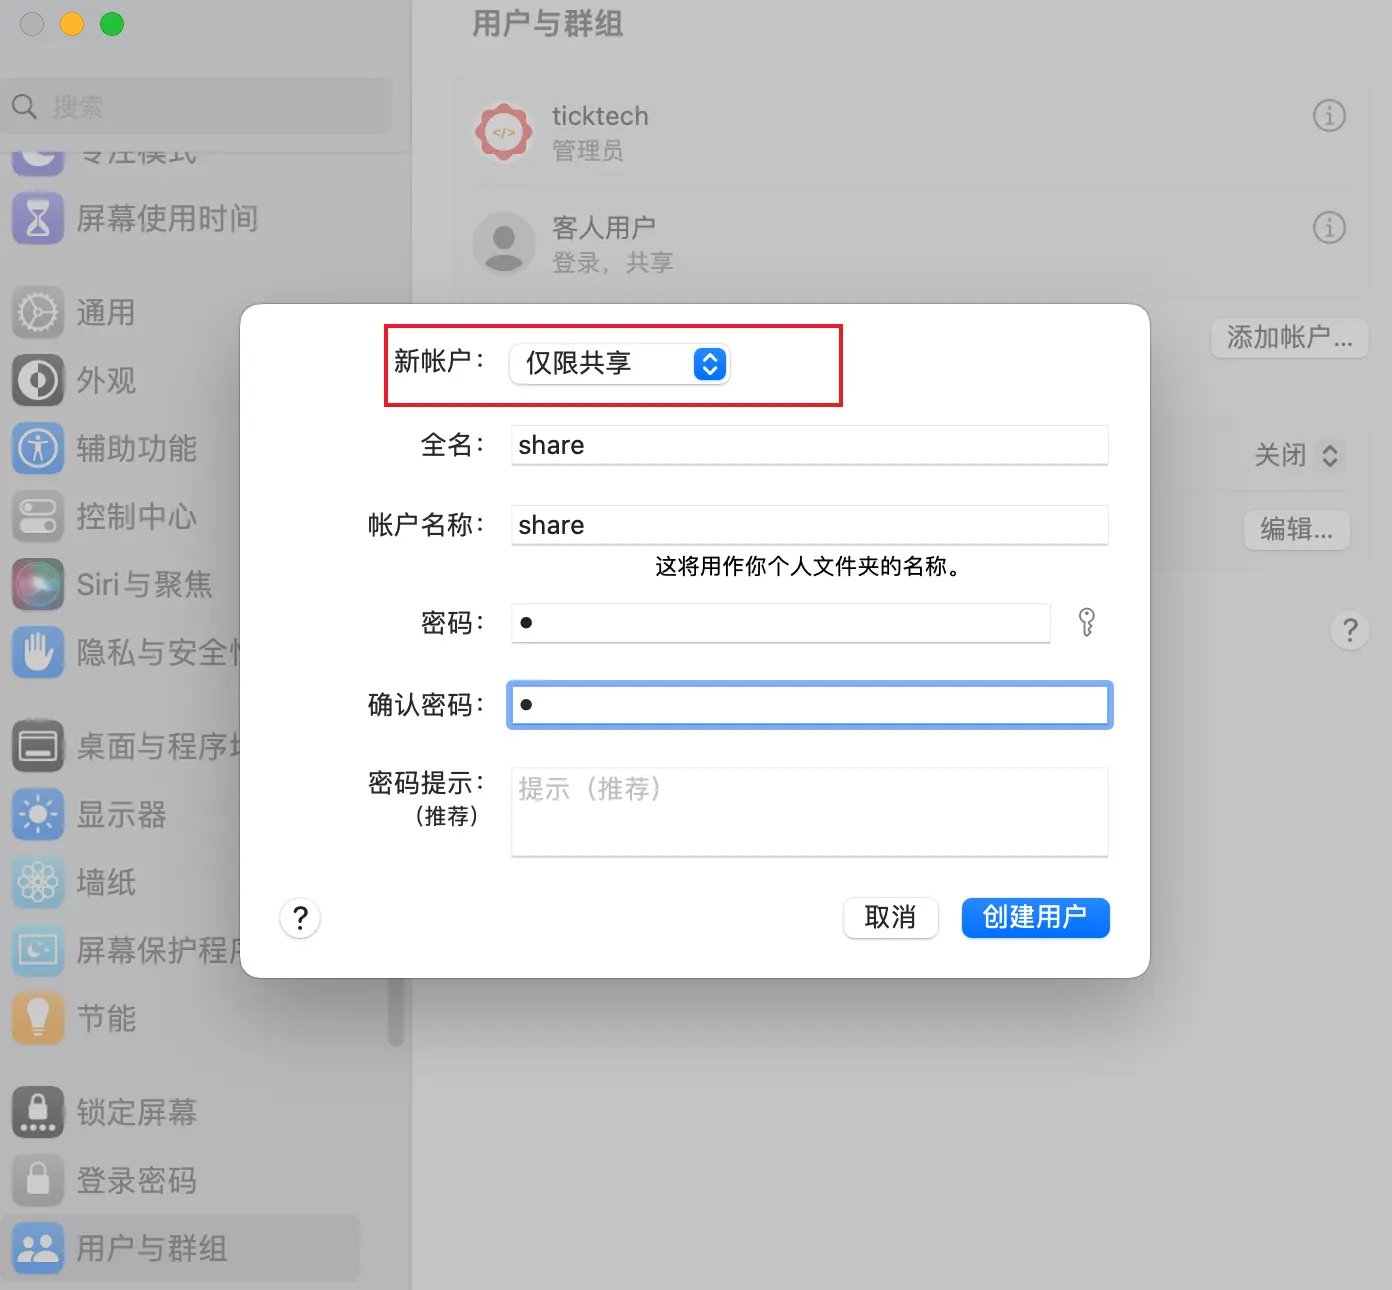 用户与群组
搜索
专注模式
屏幕使用时间
通用
外观
辅助功能
控制中心
Siri与聚焦
隐私与安全性
桌面与程序坞
显示器
墙纸
屏幕保护程序
节能
锁定屏幕
登录密码
用户与群组
</>
ticktech
管理员
客人用户
登录，共享
添加帐户...
关闭
编辑...
?
新帐户： 仅限共享
全名： share
帐户名称： share
这将用作你个人文件夹的名称。
密码： •
确认密码： •
密码提示： 提示（推荐）
（推荐）
? 取消 创建用户